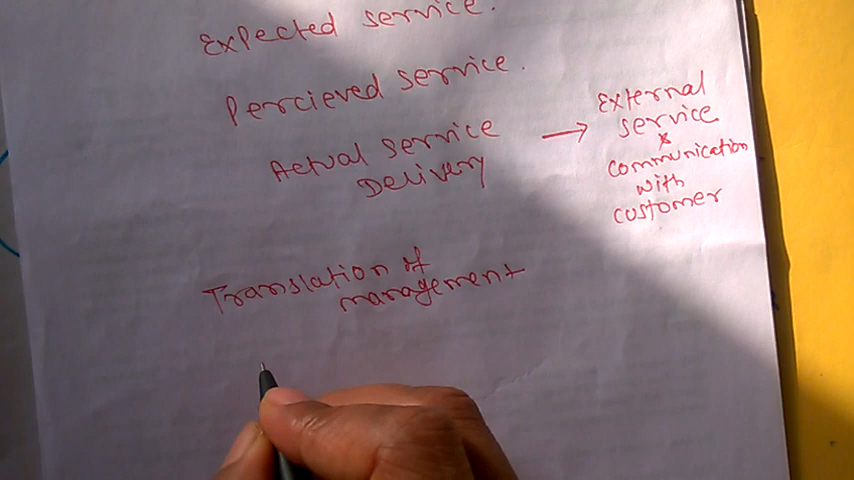 Expected service.
Percieved service.
Actual service
Delivery
→ External
service
&
communication
with
customer
Translation of
management